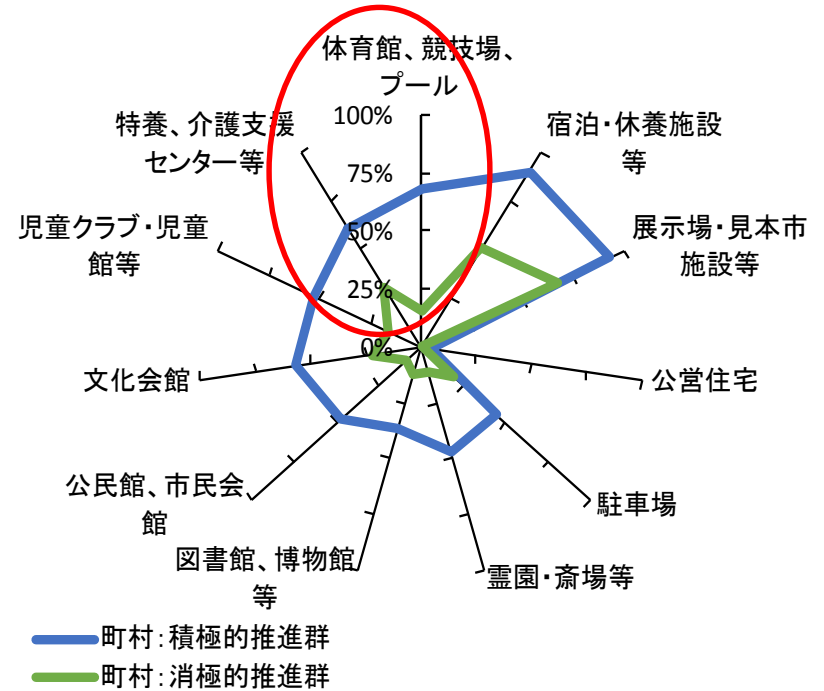 体育館、競技場、
プール
100%
75%
50%
25%
0%
宿泊・休養施設
等
展示場・見本市
施設等
公営住宅
駐車場
霊園・斎場等
図書館、博物館
等
公民館、市民会
館
文化会館
児童クラブ・児童
館等
特養、介護支援
センター等
町村：積極的推進群
町村：消極的推進群